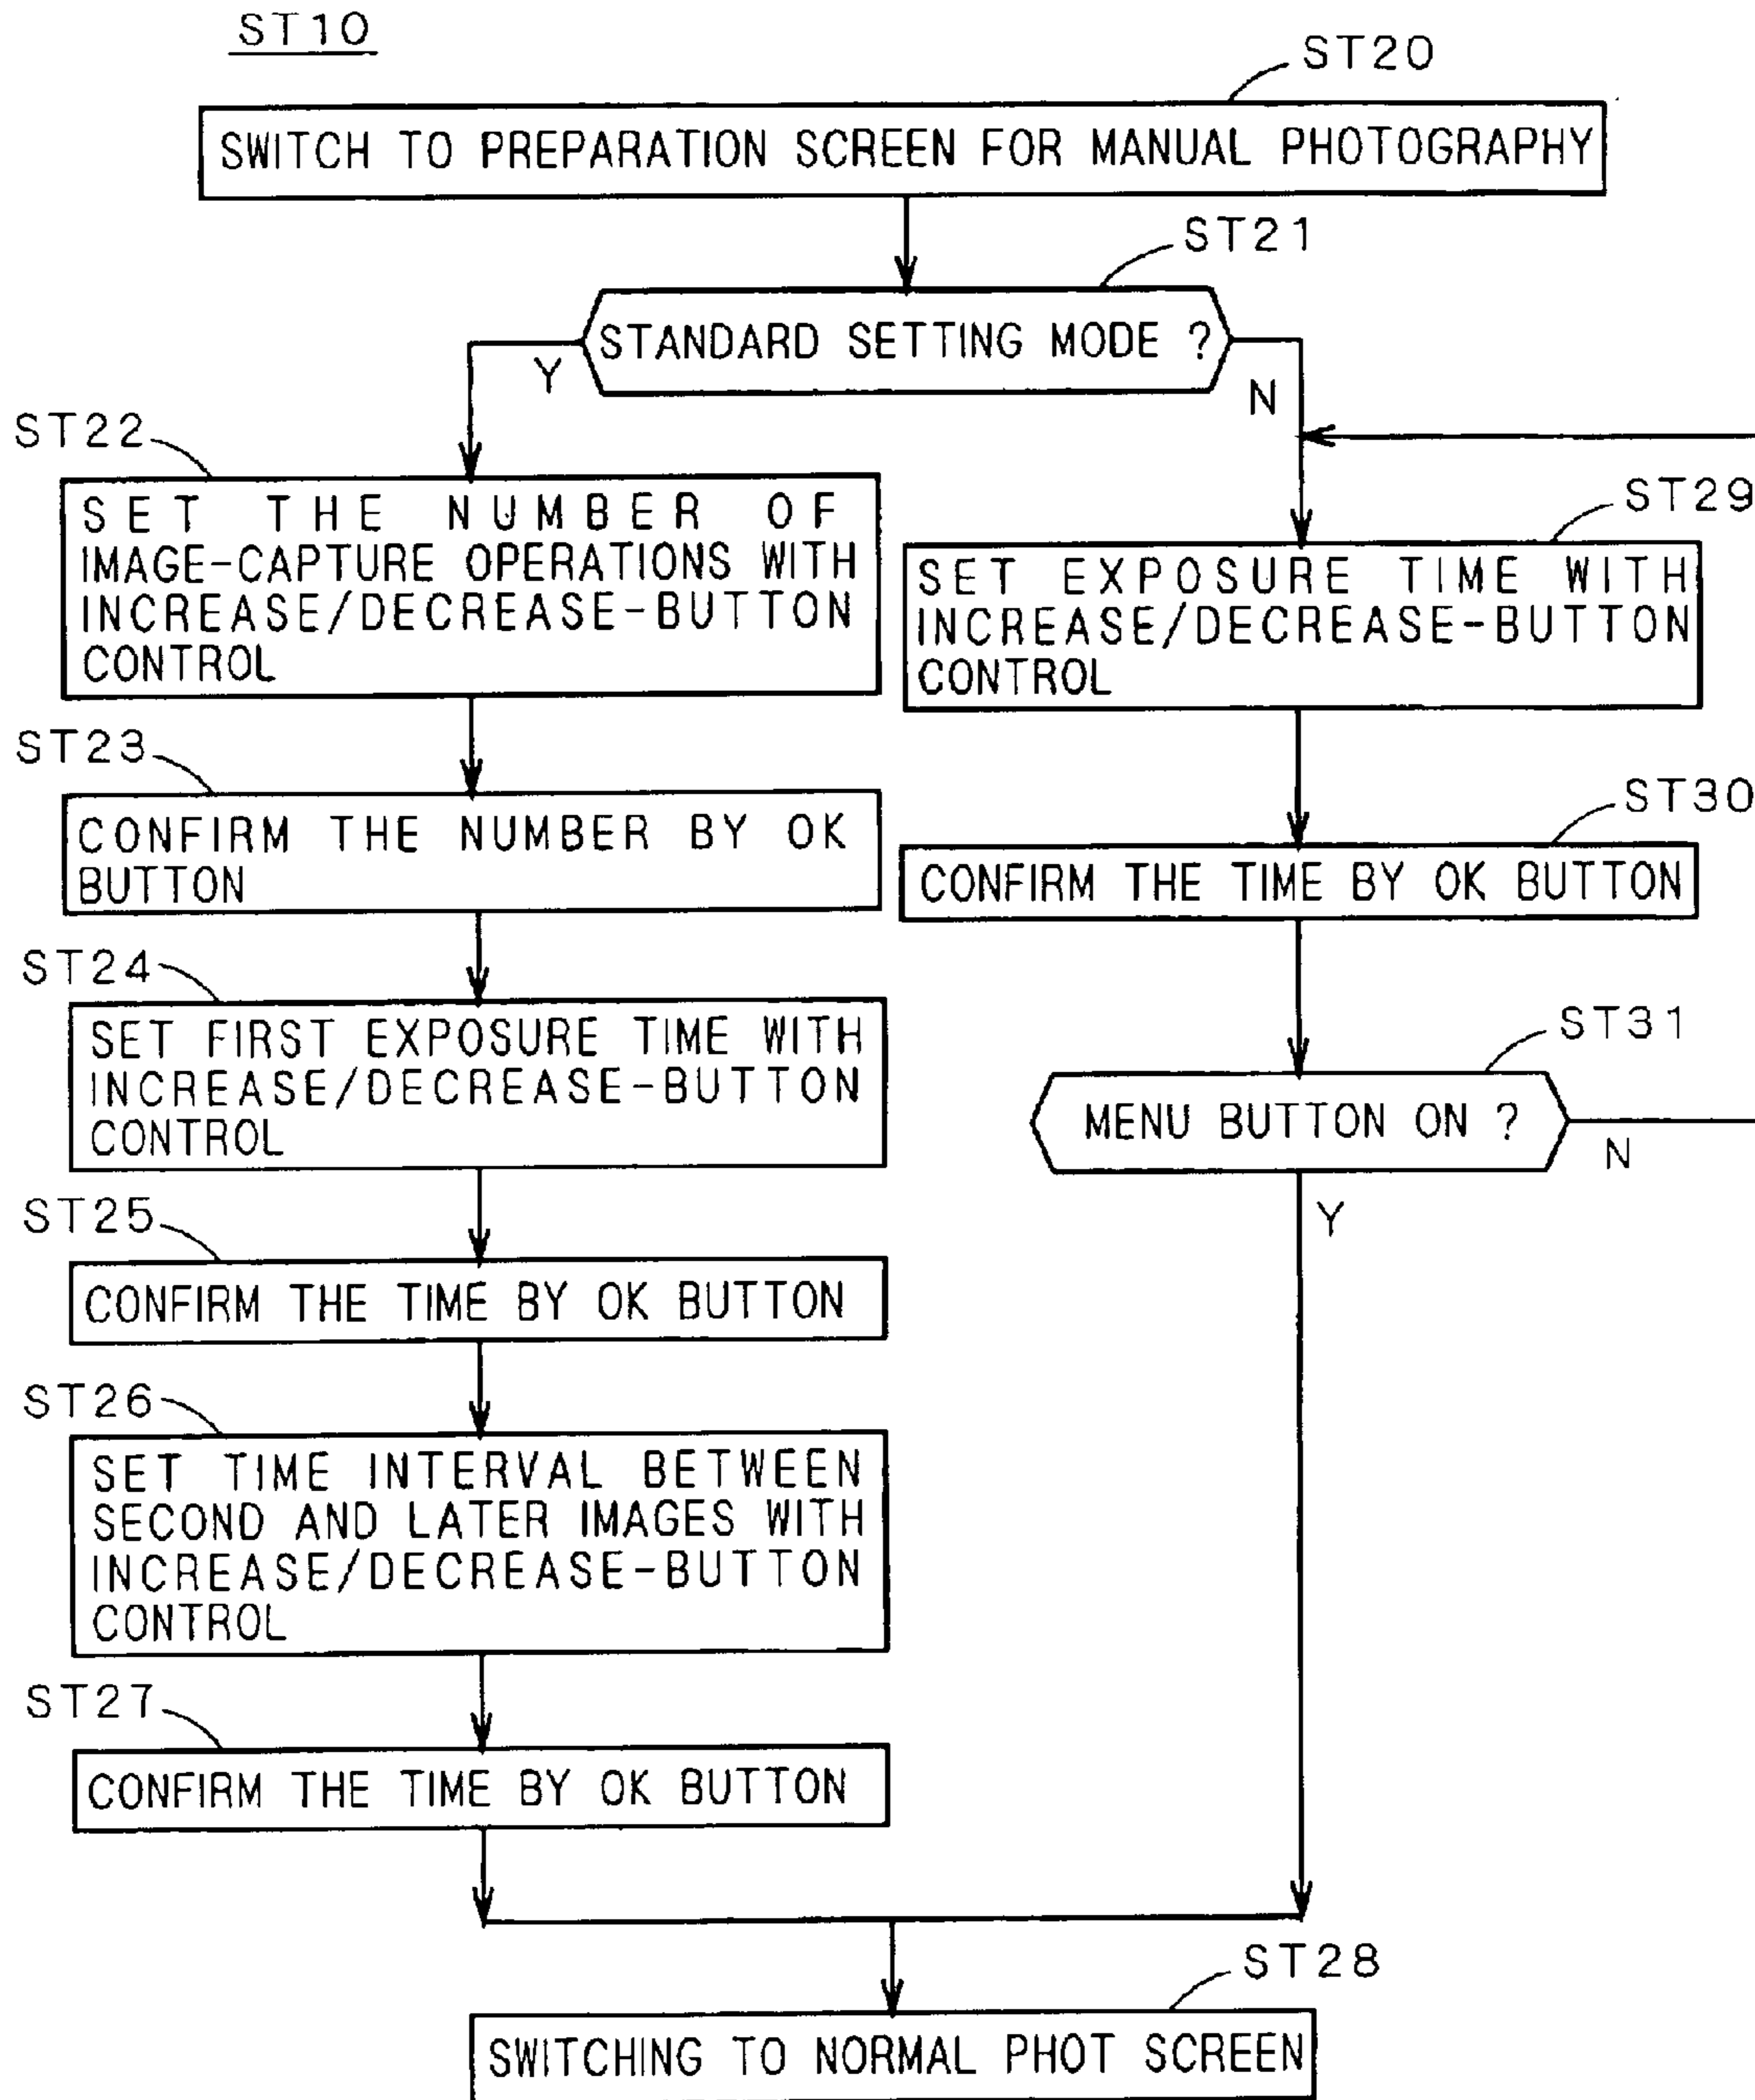 ST10
ST20
SWITCH TO PREPARATION SCREEN FOR MANUAL PHOTOGRAPHY
ST21
STANDARD SETTING MODE ?
Y
N
ST22
SET THE NUMBER OF
IMAGE-CAPTURE OPERATIONS WITH
INCREASE/DECREASE-BUTTON
CONTROL
ST23
CONFIRM THE NUMBER BY OK
BUTTON
ST24
SET FIRST EXPOSURE TIME WITH
INCREASE/DECREASE-BUTTON
CONTROL
ST25
CONFIRM THE TIME BY OK BUTTON
ST26
SET TIME INTERVAL BETWEEN
SECOND AND LATER IMAGES WITH
INCREASE/DECREASE-BUTTON
CONTROL
ST27
CONFIRM THE TIME BY OK BUTTON
ST29
SET EXPOSURE TIME WITH
INCREASE/DECREASE-BUTTON
CONTROL
ST30
CONFIRM THE TIME BY OK BUTTON
ST31
MENU BUTTON ON ?
N
Y
ST28
SWITCHING TO NORMAL PHOT SCREEN